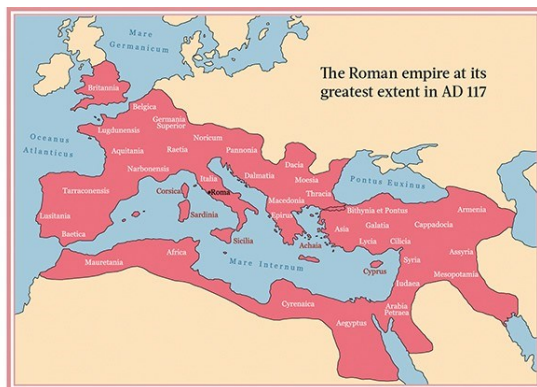 The Roman empire at its
greatest extent in AD 117
Mare
Germanicum
Britannia
Oceanus
Atlanticus
Belgica
Germania
Superior
Lugdunensis
Noricum
Aquitania
Raetia
Pannonia
Narbonensis
Italia
Dalmatia
Dacia
Moesia
Pontus Euxinus
Tarraconensis
Corsica
Roma
Thracia
Macedonia
Lusitania
Sardinia
Epirus
Bithynia et Pontus
Armenia
Baetica
Asia
Galatia
Cappadocia
Sicilia
Achaia
Lycia
Cilicia
Assyria
Mauretania
Africa
Mare Internum
Cyprus
Syria
Mesopotamia
Iudaea
Cyrenaica
Arabia
Petraea
Aegyptus